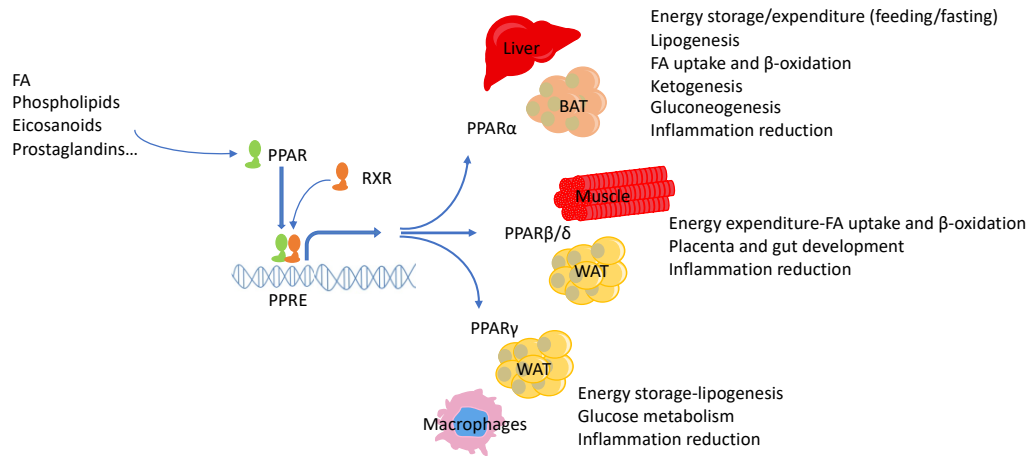 FA
Phospholipids
Eicosanoids
Prostaglandins...
PPAR
RXR
PPRE
PPARα
Liver
BAT
Energy storage/expenditure (feeding/fasting)
Lipogenesis
FA uptake and β-oxidation
Ketogenesis
Gluconeogenesis
Inflammation reduction
PPARβ/δ
Muscle
WAT
Energy expenditure-FA uptake and β-oxidation
Placenta and gut development
Inflammation reduction
PPARγ
WAT
Macrophages
Energy storage-lipogenesis
Glucose metabolism
Inflammation reduction